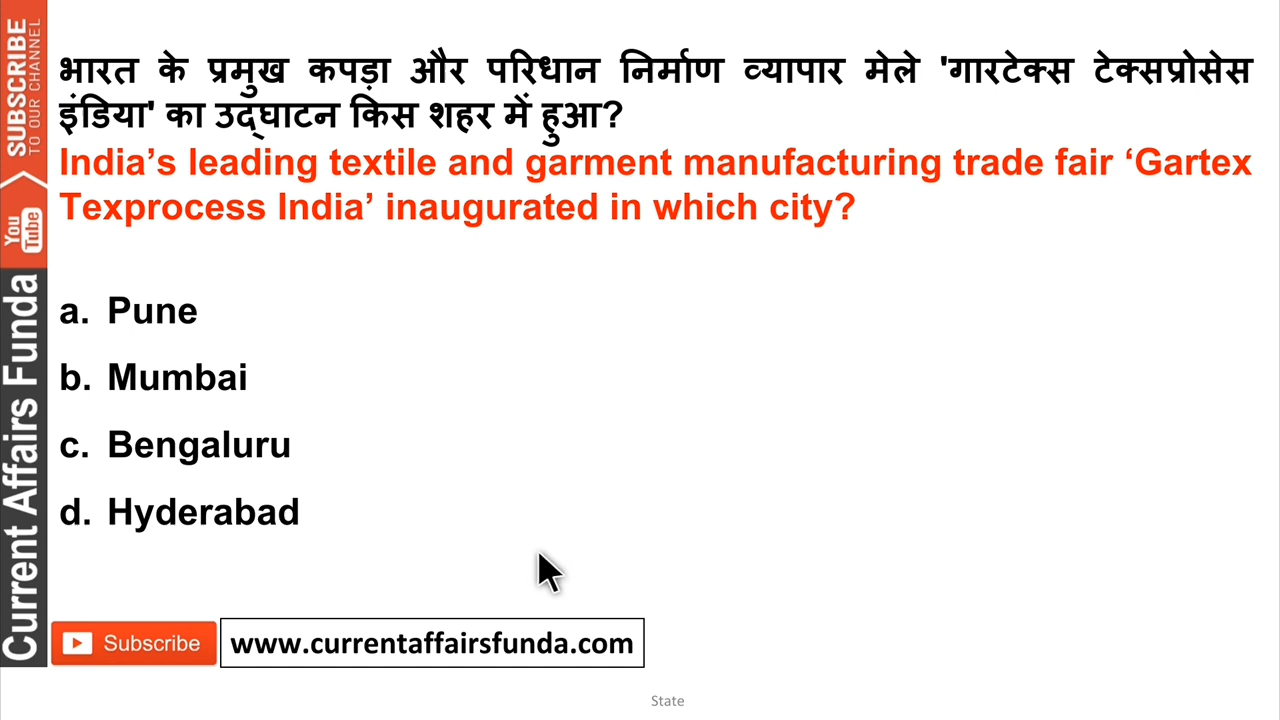 SUBSCRIBE
TO OUR CHANNEL
You
Tube
Current Affairs Funda
भारत के प्रमुख कपड़ा और परिधान निर्माण व्यापार मेले 'गारटेक्स टेक्सप्रोसेस
इंडिया' का उद्घाटन किस शहर में हुआ?
India’s leading textile and garment manufacturing trade fair ‘Gartex
Texprocess India’ inaugurated in which city?
a. Pune
b. Mumbai
c. Bengaluru
d. Hyderabad
Subscribe
www.currentaffairsfunda.com
State